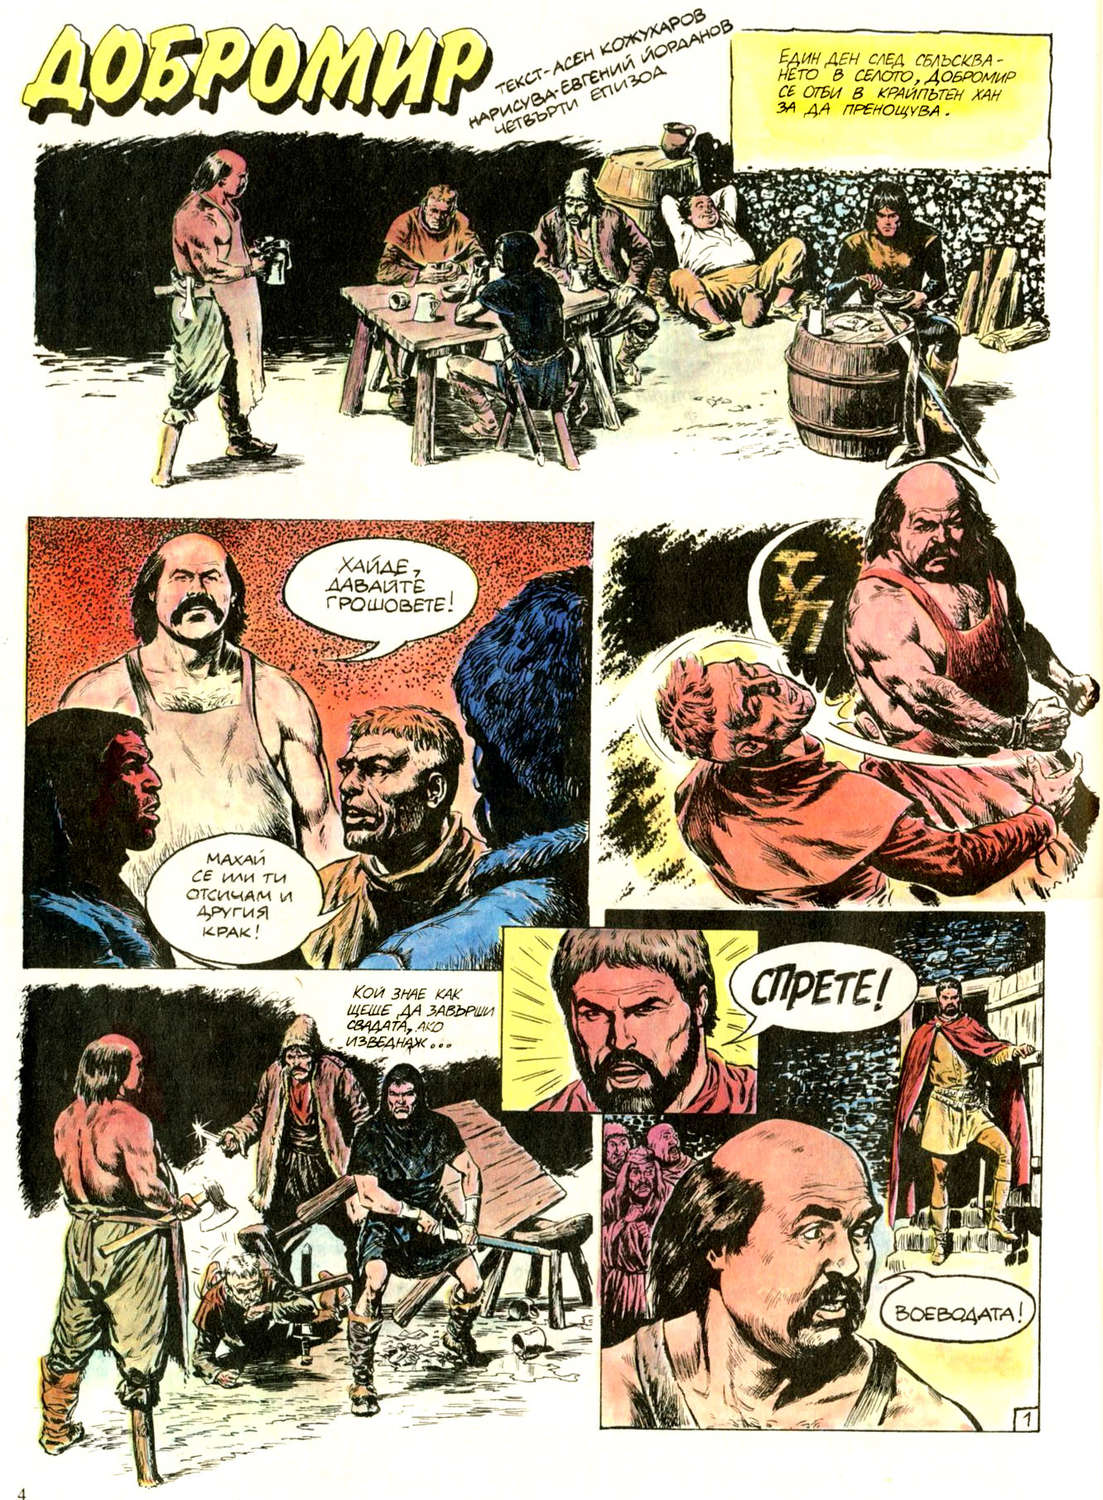 ДОБРОМИР
ТЕКСТ-АСЕН КОЖУХАРОВ
НАРИСУВА-ЕВГЕНИЙ ЙОРДАНОВ
ЧЕТВЪРТИ ЕПИЗОД
ЕДИН ДЕН СЛЕД СБЛЪСКВА-
НЕТО В СЕЛОТО, ДОБРОМИР
СЕ ОТБИ В КРАЙПЪТЕН ХАН
ЗА ДА ПРЕНОЩУВА.
ХАЙДЕ,
ДАВАЙТЕ
ГРОШОВЕТЕ!
МАХАЙ
СЕ ИЛИ ТИ
ОТСИЧАМ И
ДРУГИЯ
КРАК!
ТУП
КОЙ ЗНАЕ КАК
ЩЕШЕ ДА ЗАВЪРШИ
СВАДАТА, АКО
ИЗВЕДНАЖ...
СПРЕТЕ!
ВОЕВОДАТА!
1
4